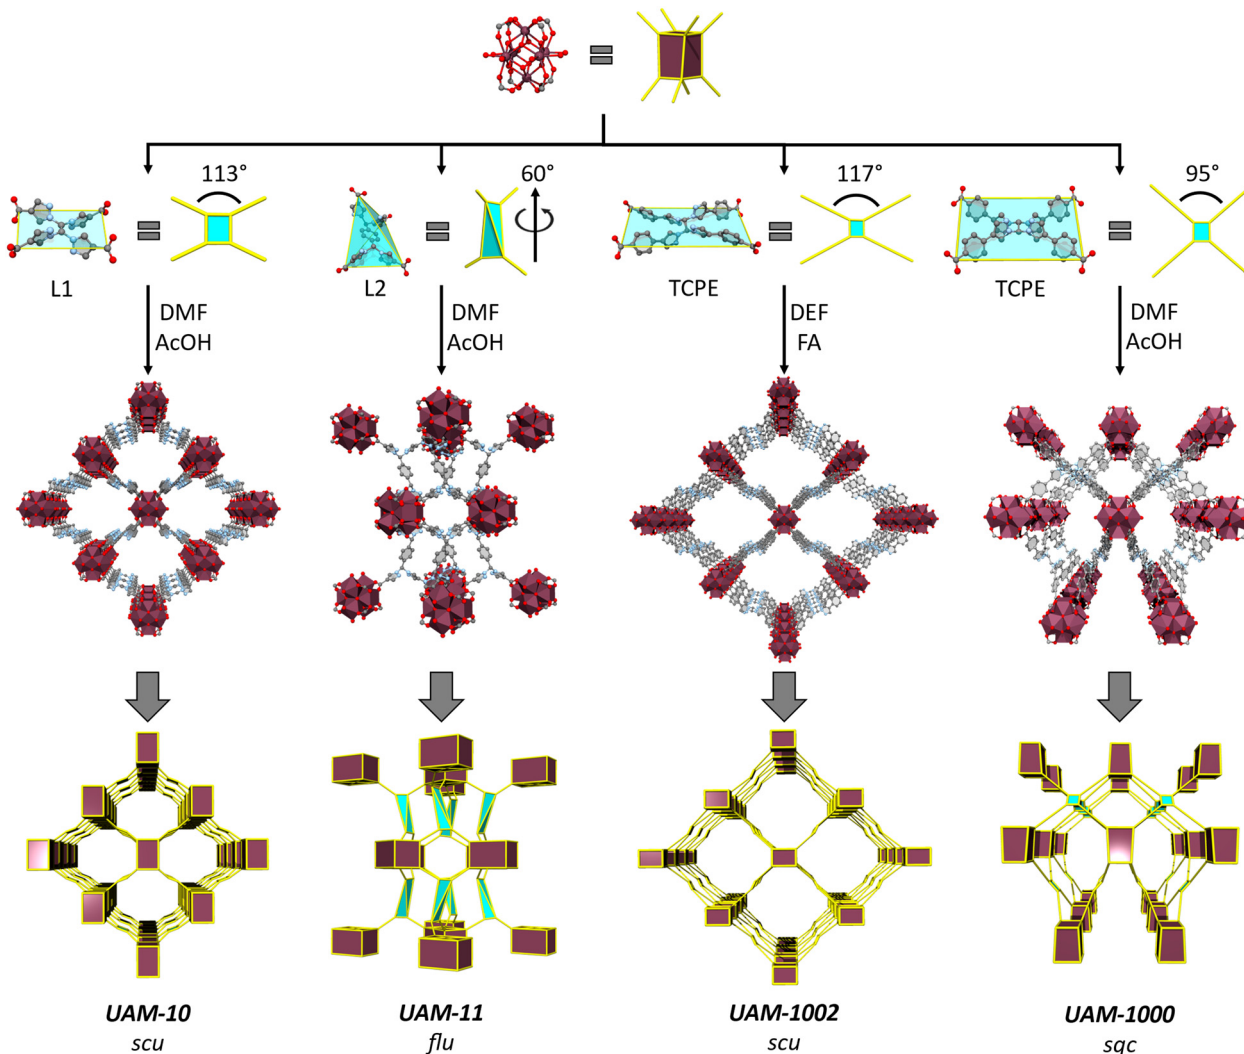 113°
60°
117°
95°
L1
L2
TCPE
TCPE
DMF
AcOH
DMF
AcOH
DEF
FA
DMF
AcOH
UAM-10
UAM-11
UAM-1002
UAM-1000
scu
flu
scu
sqc